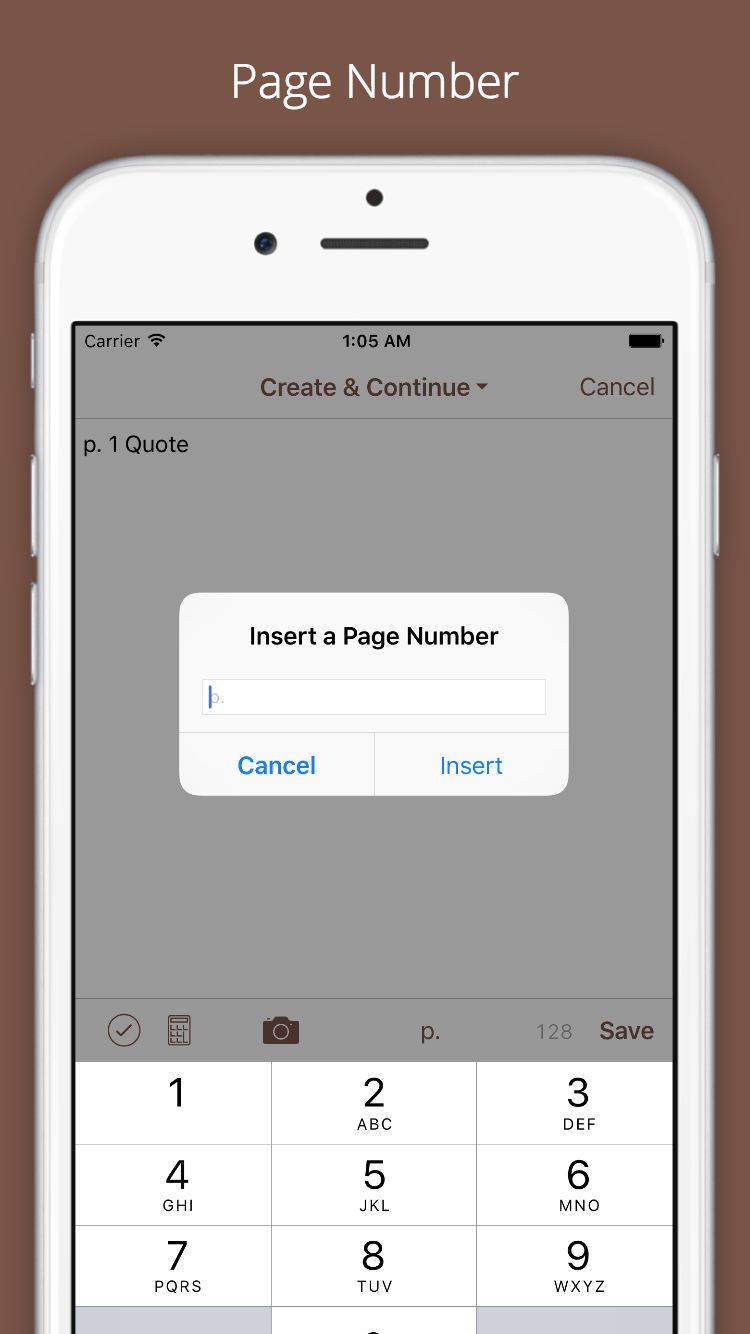 Page Number
Carrier 1:05 AM
Create & Continue Cancel
p. 1 Quote
Insert a Page Number
p.
Cancel Insert
p. 128 Save
1 2 3
ABC DEF
4 5 6
GHI JKL MNO
7 8 9
PQRS TUV WXYZ